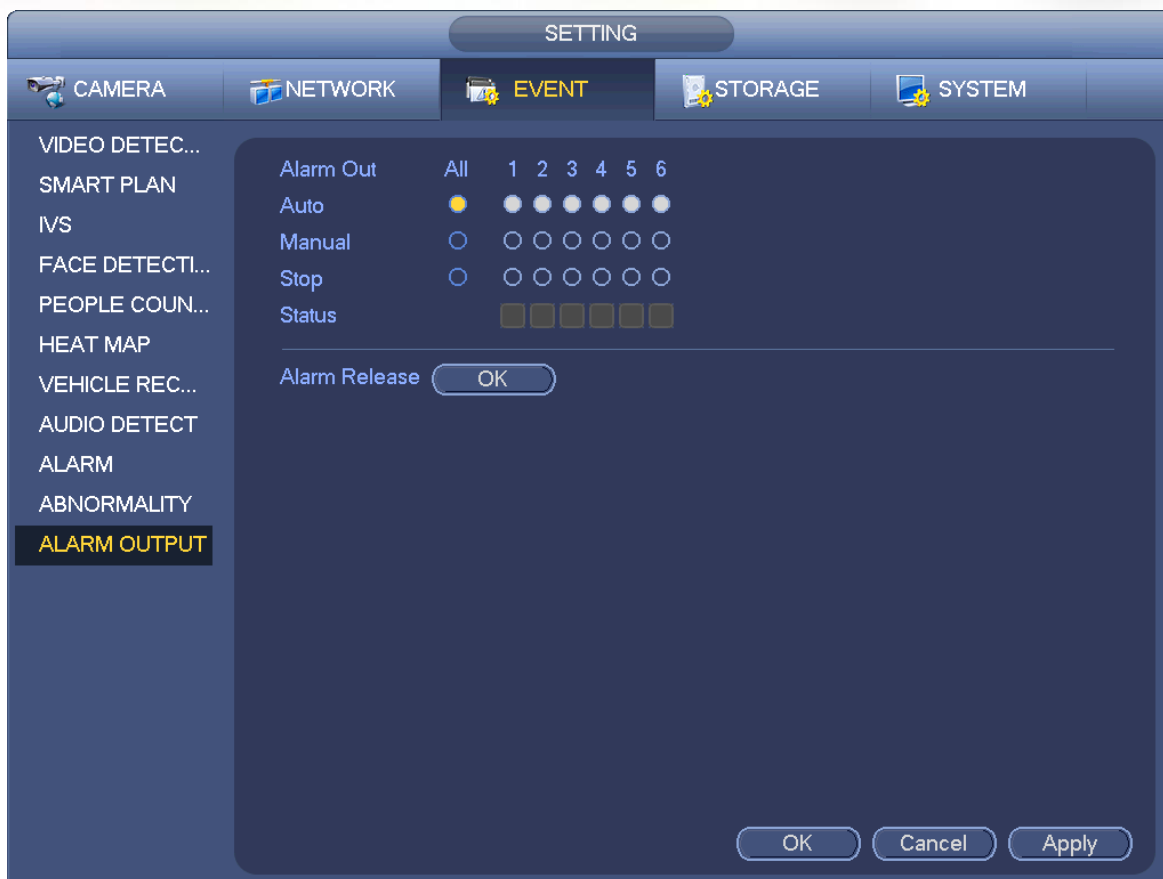 SETTING
CAMERA NETWORK EVENT STORAGE SYSTEM
VIDEO DETEC...
SMART PLAN
IVS
FACE DETECTI...
PEOPLE COUN...
HEAT MAP
VEHICLE REC...
AUDIO DETECT
ALARM
ABNORMALITY
ALARM OUTPUT
Alarm Out All 1 2 3 4 5 6
Auto
Manual
Stop
Status
Alarm Release OK
OK Cancel Apply